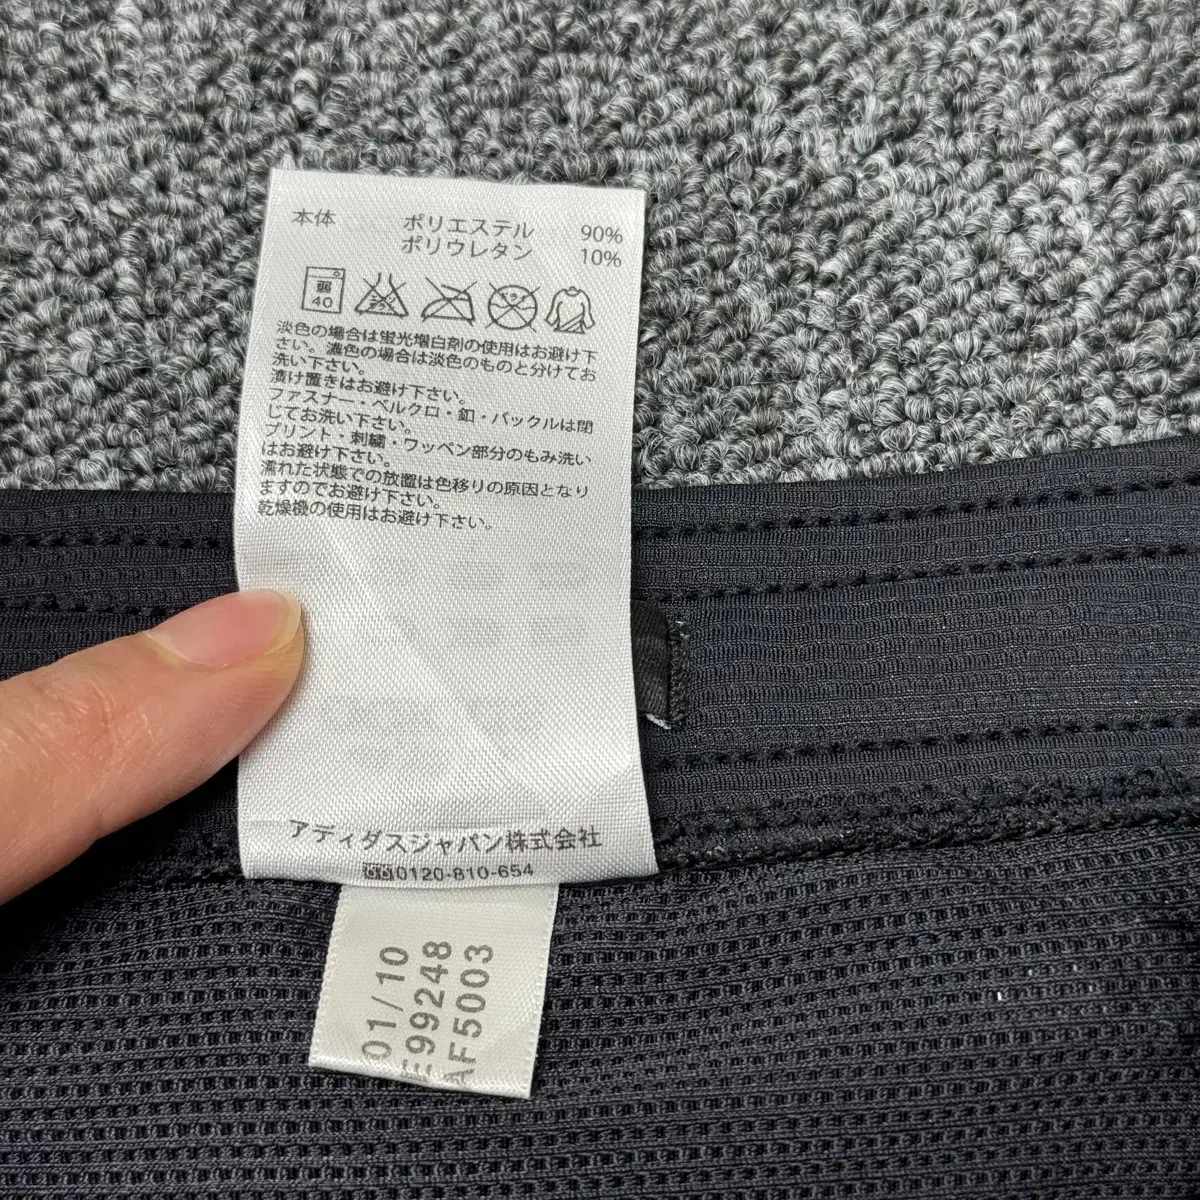 本体 ポリエステル 90%
ポリウレタン 10%
弱
40
淡色の場合は蛍光増白剤の使用はお避け下
さい。濃色の場合は淡色のものと分けてお
洗い下さい。
漬け置きはお避け下さい。
ファスナー・ベルクロ・釦・バックルは閉
じてお洗い下さい。
プリント・刺繍・ワッペン部分のもみ洗い
はお避け下さい。
濡れた状態での放置は色移りの原因となり
ますのでお避け下さい。
乾燥機の使用はお避け下さい。
アディダスジャパン株式会社
0120-810-654
01/10
E99248
AF5003